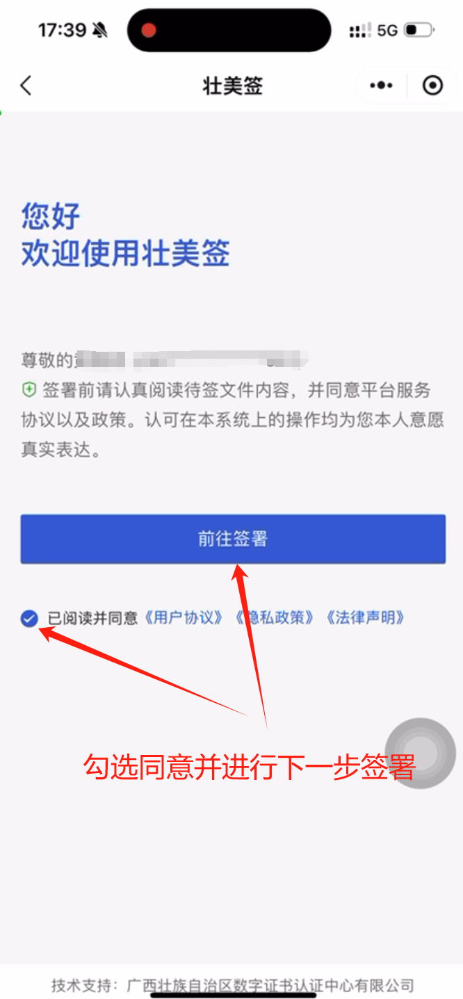 17:39
5G
壮美签
您好
欢迎使用壮美签
尊敬的
签署前请认真阅读待签文件内容，并同意平台服务
协议以及政策。认可在本系统上的操作均为您本人意愿
真实表达。
前往签署
已阅读并同意《用户协议》《隐私政策》《法律声明》
勾选同意并进行下一步签署
技术支持：广西壮族自治区数字证书认证中心有限公司